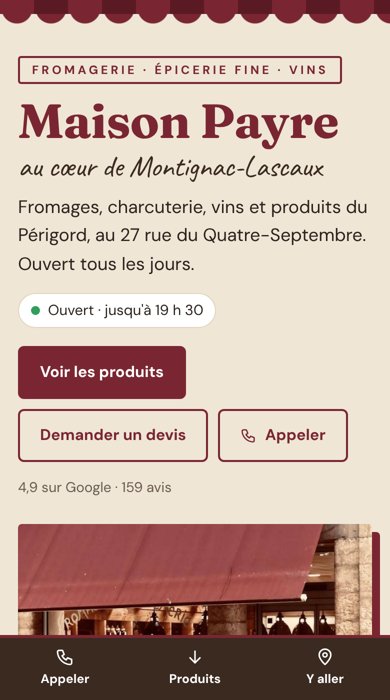 FROMAGERIE · ÉPICERIE FINE · VINS
Maison Payre
au cœur de Montignac-Lascaux
Fromages, charcuterie, vins et produits du
Périgord, au 27 rue du Quatre-Septembre.
Ouvert tous les jours.
Ouvert · jusqu'à 19 h 30
Voir les produits
Demander un devis
Appeler
4,9 sur Google · 159 avis
Appeler
Produits
Y aller